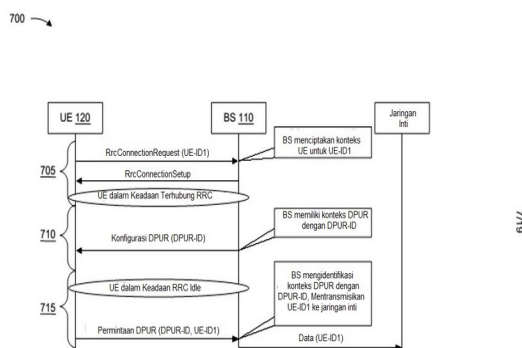 700
UE 120
BS 110
Jaringan
Inti
RrcConnectionRequest (UE-ID1)
BS menciptakan konteks
UE untuk UE-ID1
705
RrcConnectionSetup
UE dalam Keadaan Terhubung RRC
710
BS memiliki konteks DPUR
dengan DPUR-ID
Konfigurasi DPUR (DPUR-ID)
7/19
UE dalam Keadaan RRC Idle
BS mengidentifikasi
konteks DPUR dengan
DPUR-ID, Mentransmisikan
UE-ID1 ke jaringan inti
715
Permintaan DPUR (DPUR-ID, UE-ID1)
Data (UE-ID1)